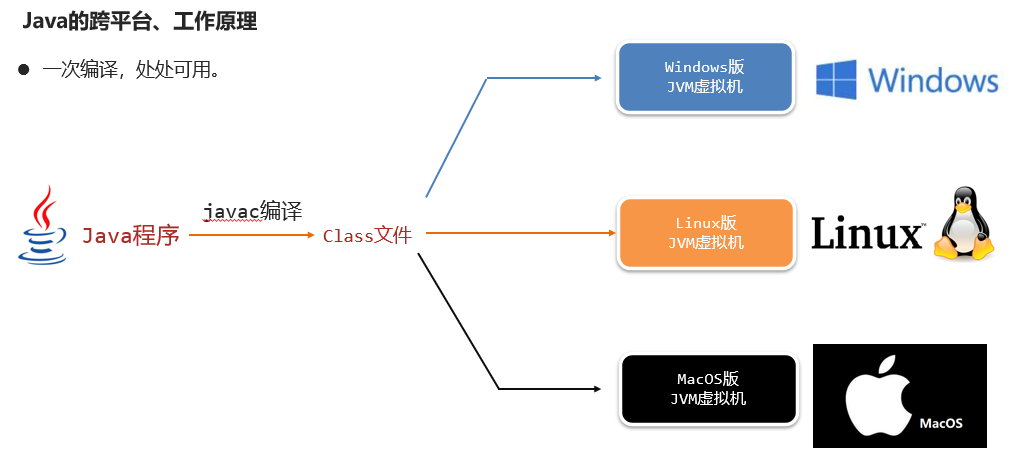 Java的跨平台、工作原理
● 一次编译，处处可用。
Windows版
JVM虚拟机
Windows
javac编译
Java程序
Class文件
Linux版
JVM虚拟机
Linux™
MacOS版
JVM虚拟机
MacOS